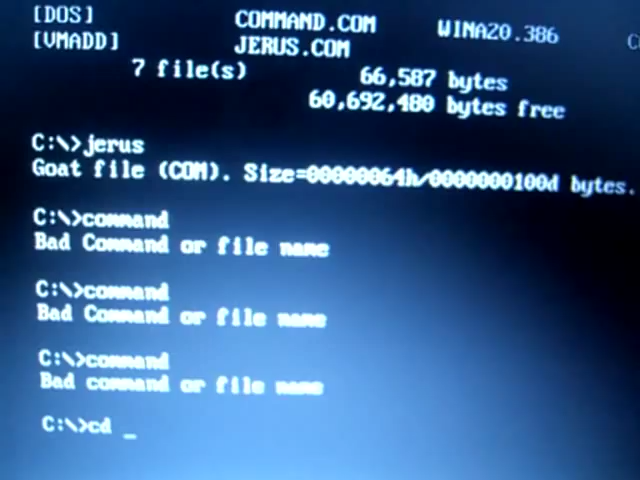 [DOS] COMMAND.COM WINA20.386
[VMADD] JERUS.COM
7 file(s) 66,587 bytes
60,692,480 bytes free
C:\>jerus
Goat file (COM). Size=00000064h/0000000100d bytes.
C:\>command
Bad Command or file name
C:\>command
Bad Command or file name
C:\>command
Bad command or file name
C:\>cd _